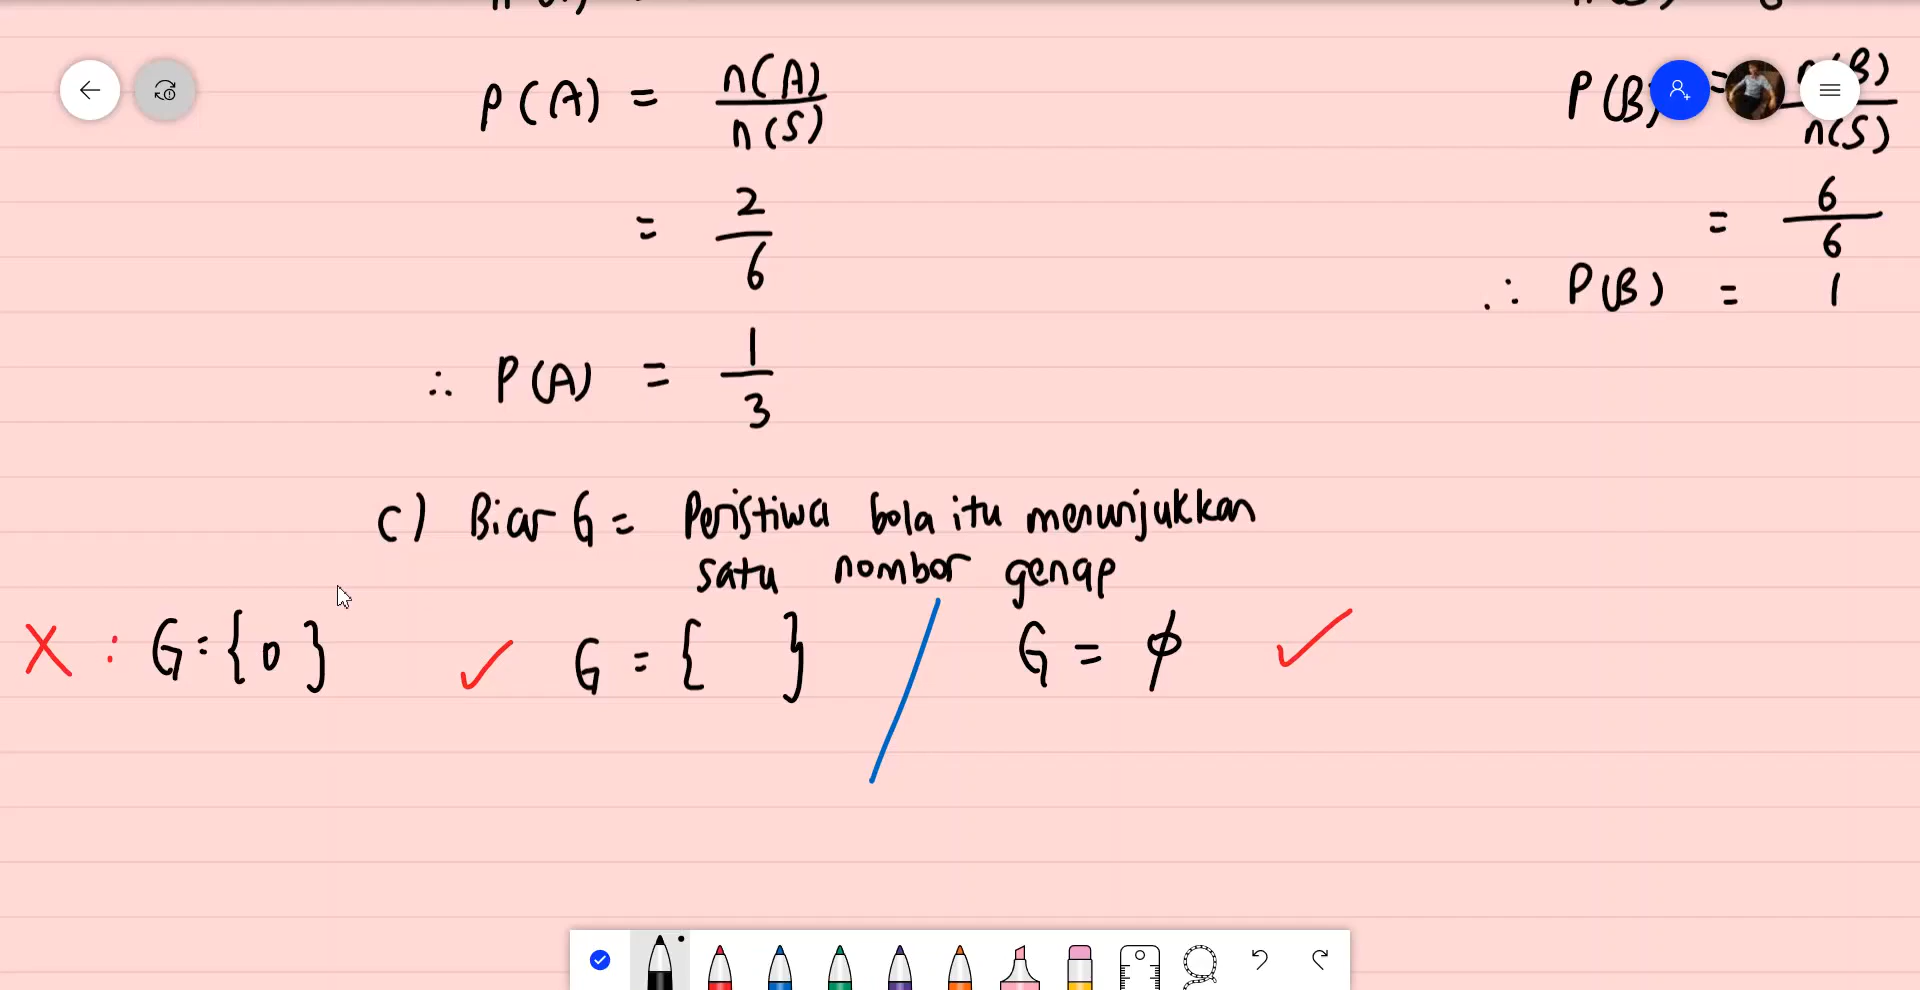 P(A) = n(A)/n(S)
= 2/6
∴ P(A) = 1/3
P(B) = n(B)/n(S)
= 6/6
∴ P(B) = 1
c) Biar G = Peristiwa bola itu menunjukkan
satu nombor genap
X : G = {0} ✓ G = { } / G = ϕ ✓